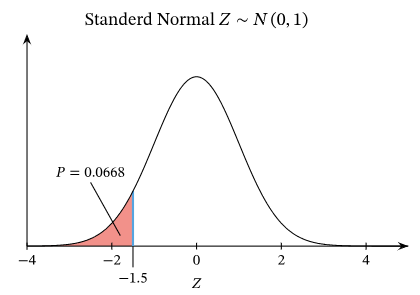 Standerd Normal Z ∼ N (0, 1)
P = 0.0668
−4 −2 0 2 4
−1.5
Z